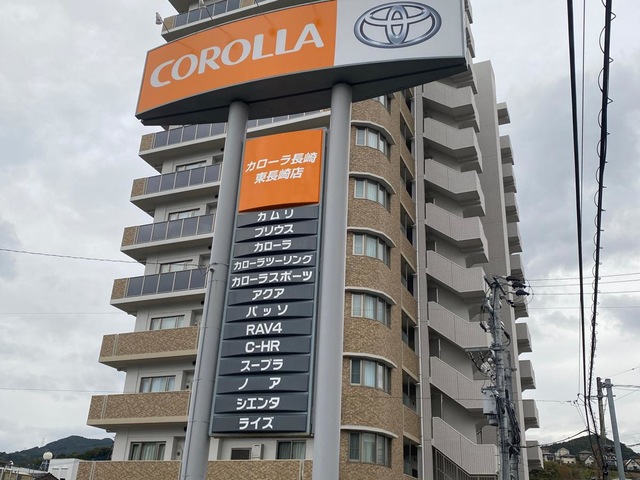 COROLLA
カローラ長崎
東長崎店
カムリ
プリウス
カローラ
カローラツーリング
カローラスポーツ
アクア
パッソ
RAV4
C-HR
スープラ
ノア
シエンタ
ライズ